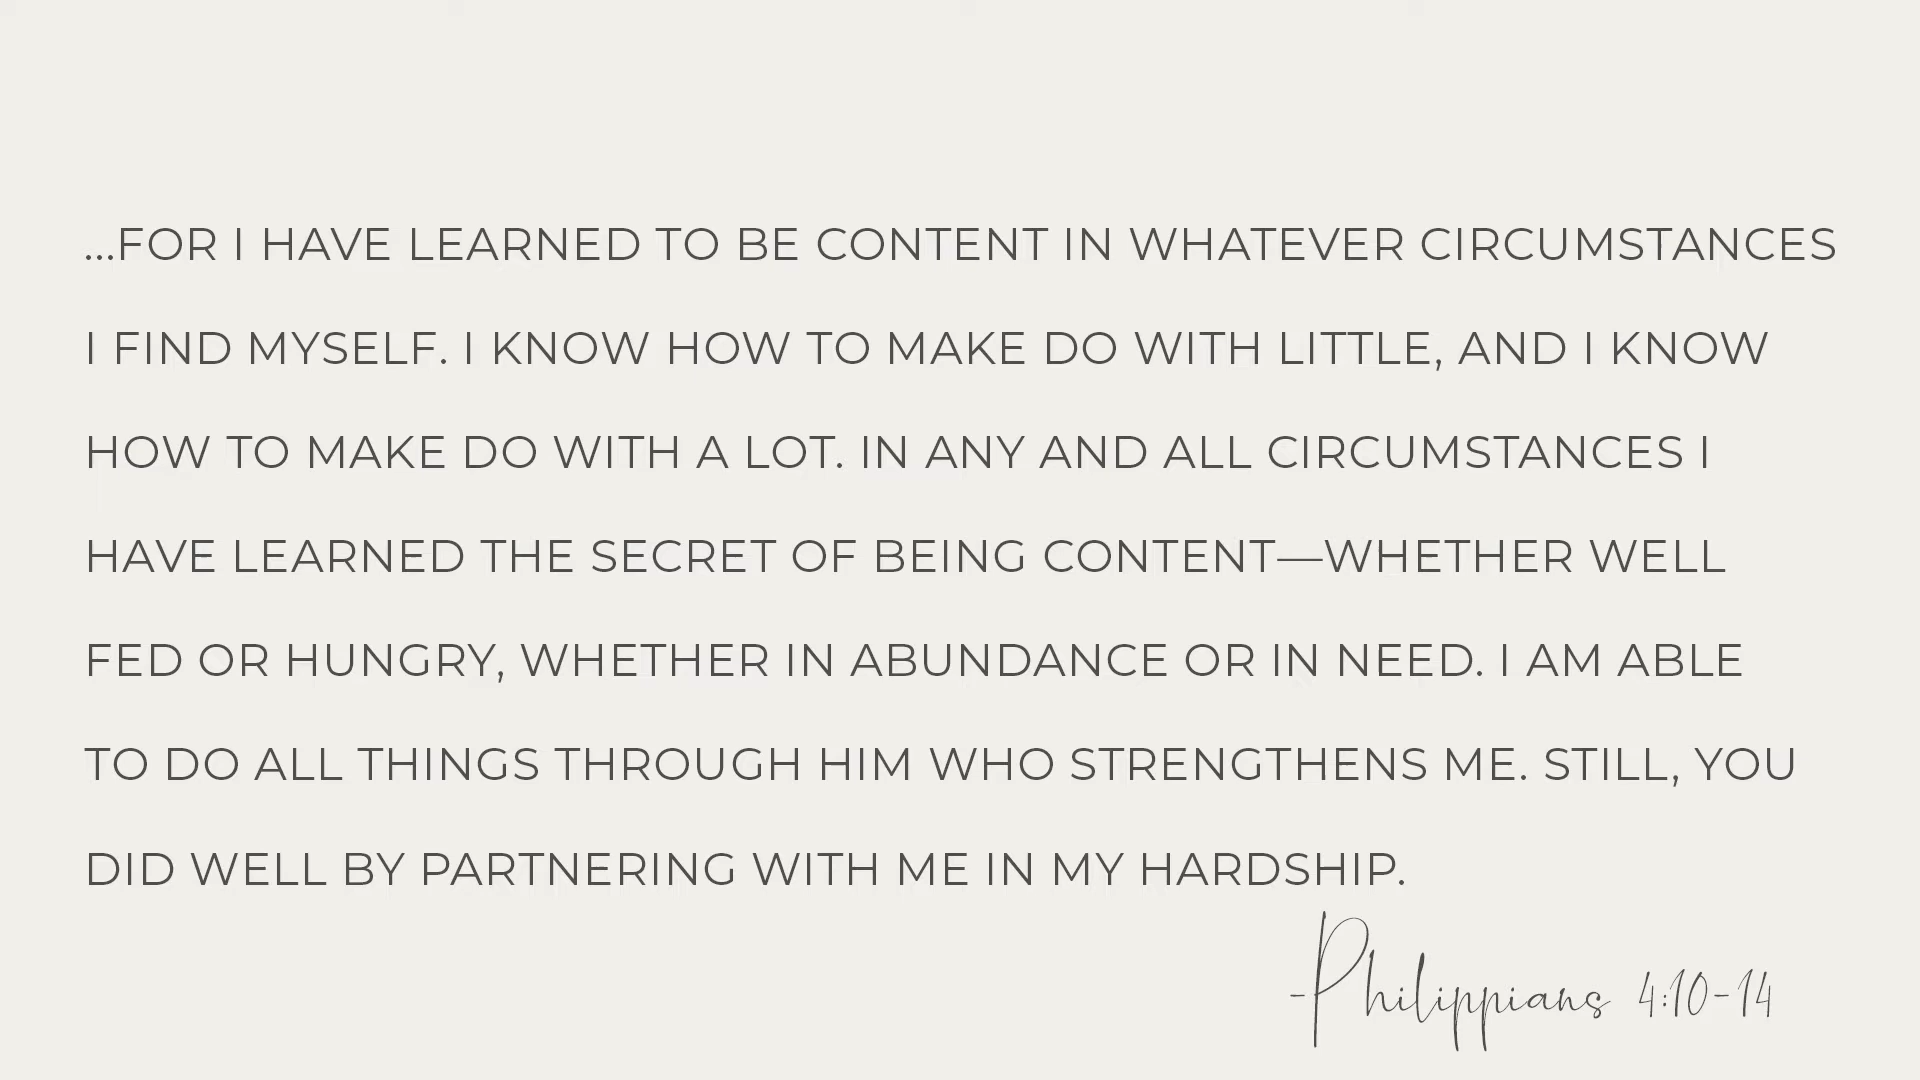 ...FOR I HAVE LEARNED TO BE CONTENT IN WHATEVER CIRCUMSTANCES
I FIND MYSELF. I KNOW HOW TO MAKE DO WITH LITTLE, AND I KNOW
HOW TO MAKE DO WITH A LOT. IN ANY AND ALL CIRCUMSTANCES I
HAVE LEARNED THE SECRET OF BEING CONTENT—WHETHER WELL
FED OR HUNGRY, WHETHER IN ABUNDANCE OR IN NEED. I AM ABLE
TO DO ALL THINGS THROUGH HIM WHO STRENGTHENS ME. STILL, YOU
DID WELL BY PARTNERING WITH ME IN MY HARDSHIP.
-Philippians 4:10-14